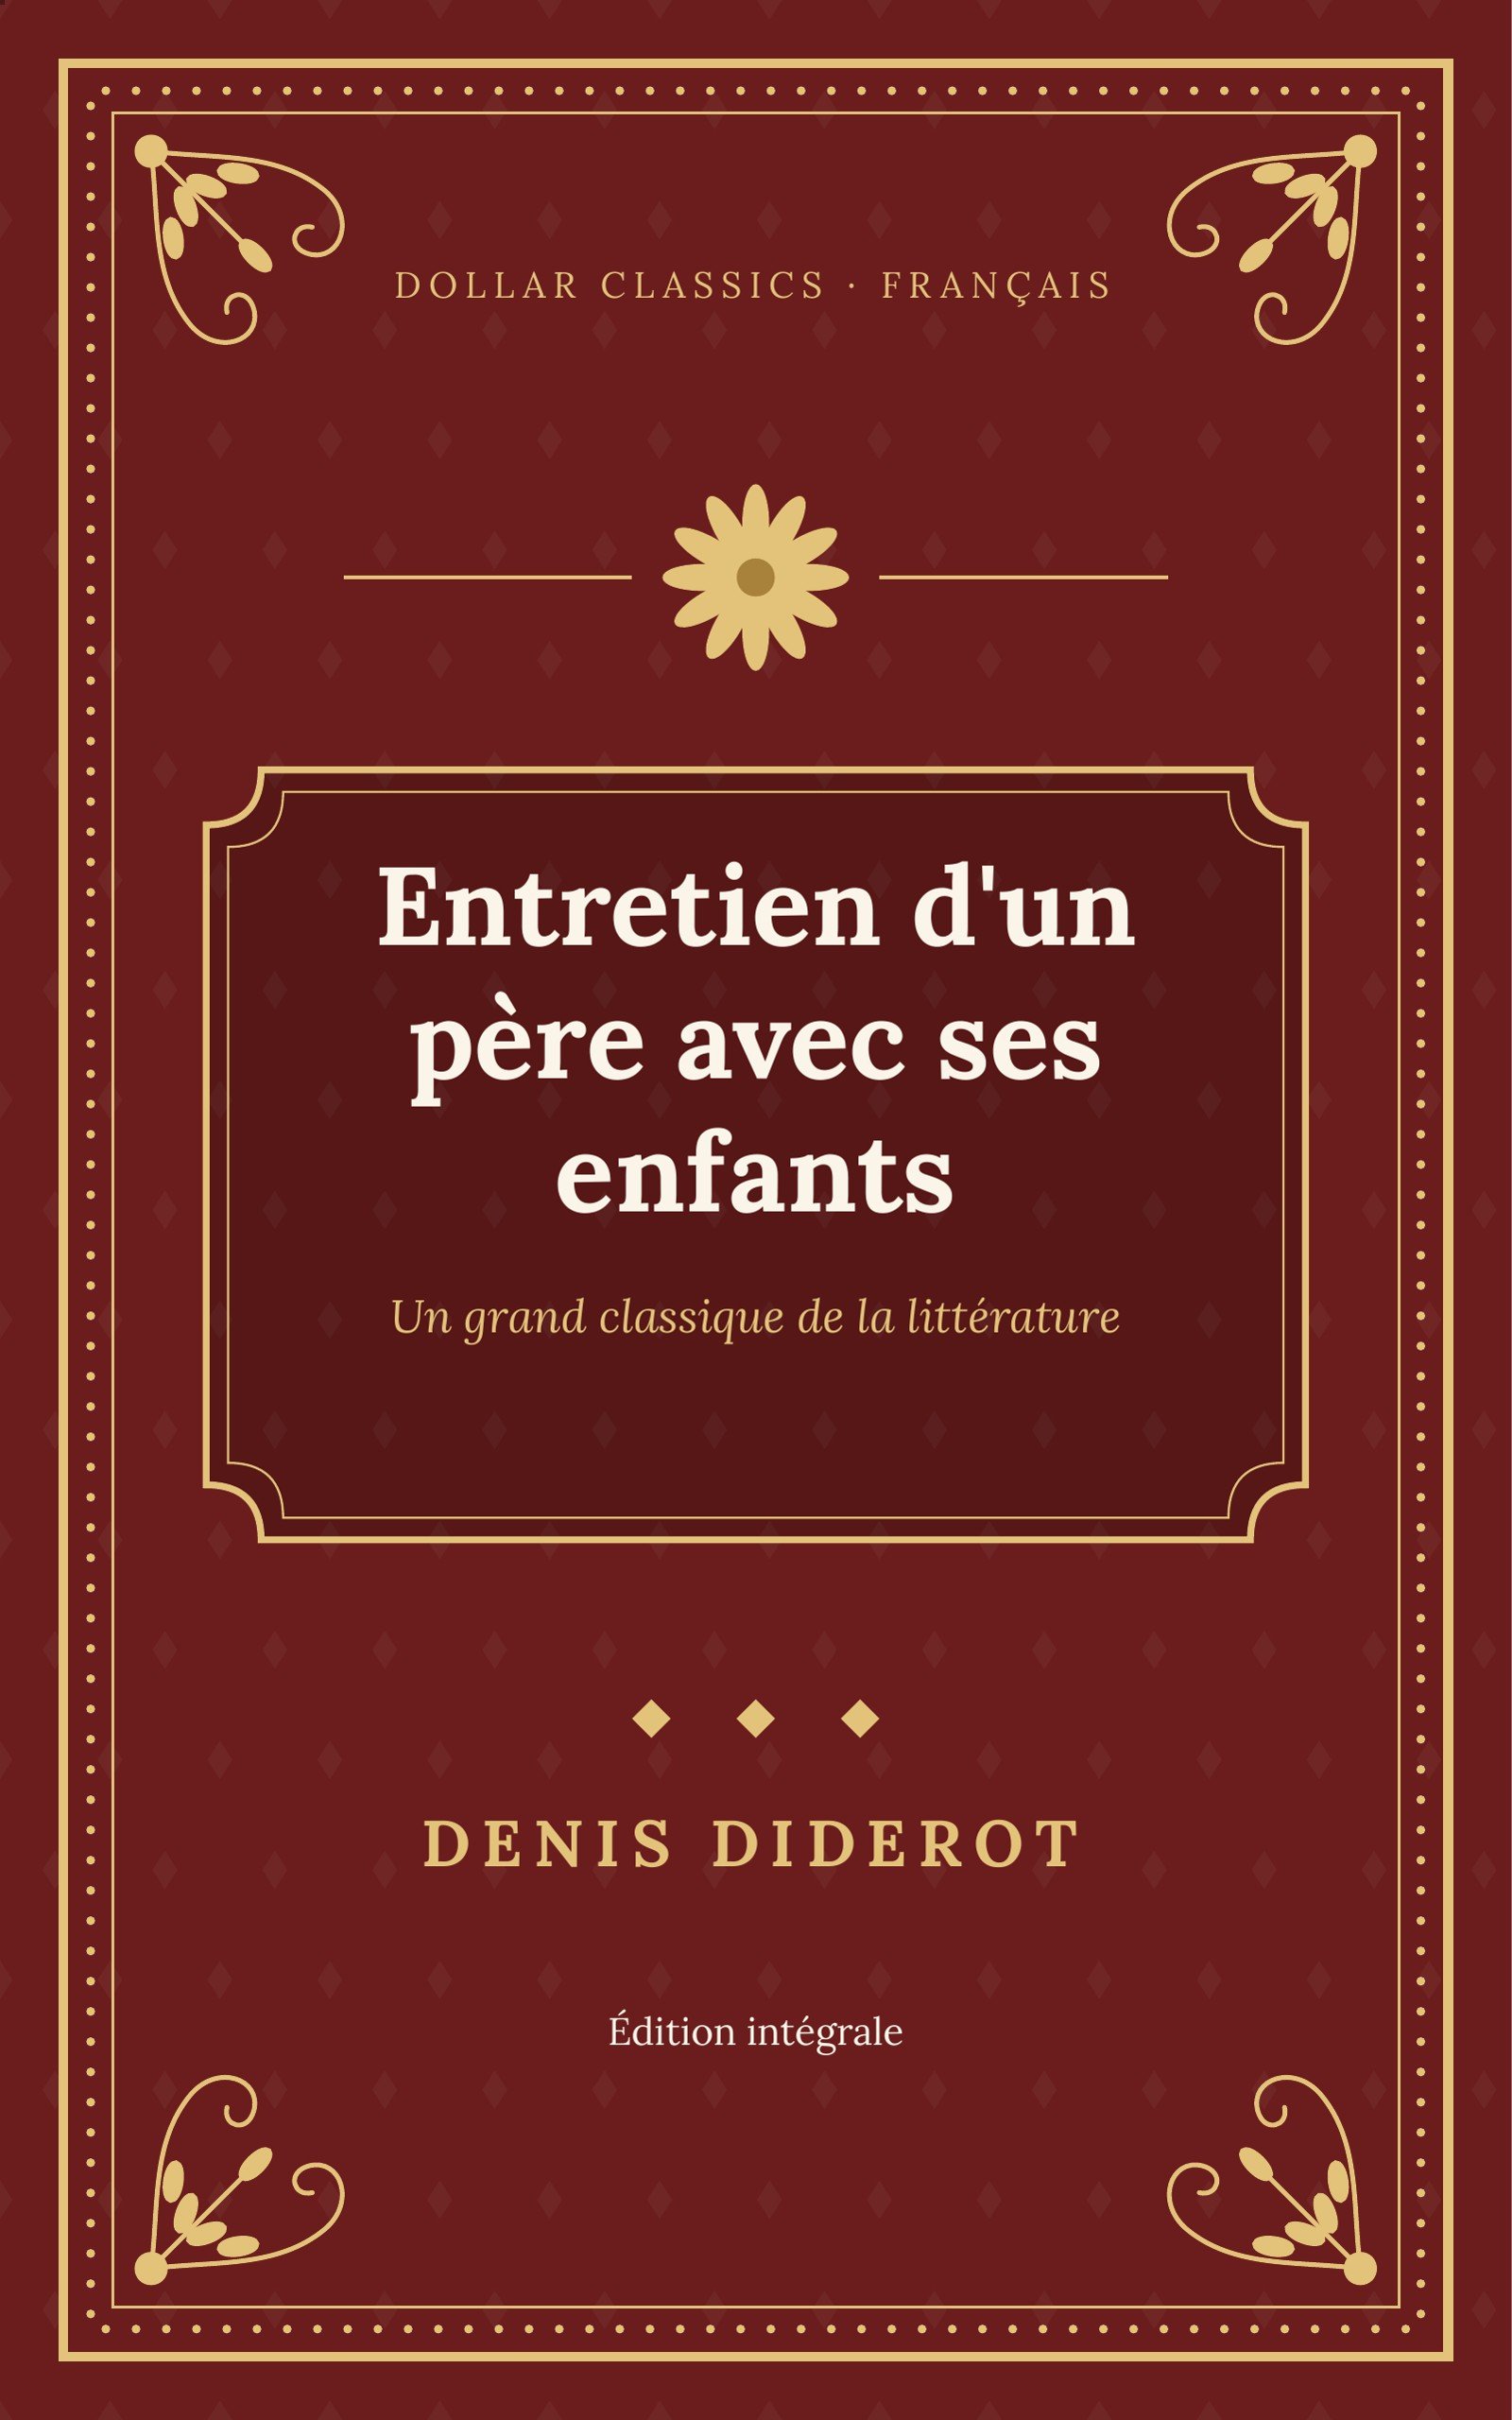 DOLLAR CLASSICS · FRANÇAIS
Entretien d'un
père avec ses
enfants
Un grand classique de la littérature
DENIS DIDEROT
Édition intégrale